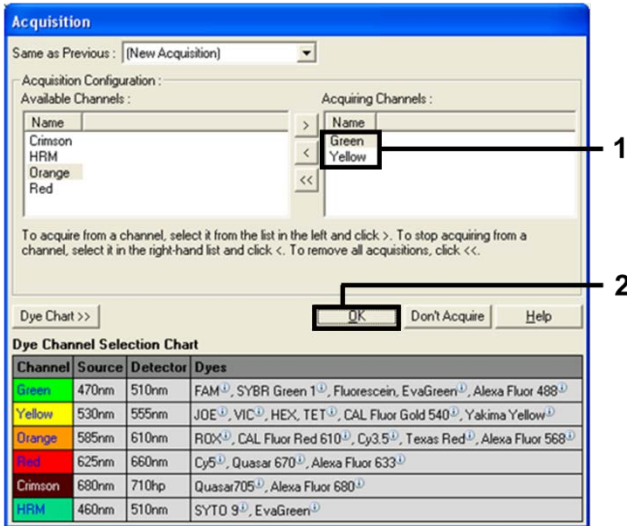 Acquisition
Same as Previous : (New Acquisition)
Acquisition Configuration :
Available Channels : Acquiring Channels :
Name > Name
Crimson Green
HRM < Yellow 1
Orange <<
Red
To acquire from a channel, select it from the list in the left and click >. To stop acquiring from a
channel, select it in the right-hand list and click <. To remove all acquisitions, click <<.
2
Dye Chart >> OK Don't Acquire Help
Dye Channel Selection Chart
Channel Source Detector Dyes
Green 470nm 510nm FAM, SYBR Green 1, Fluorescein, EvaGreen, Alexa Fluor 488
Yellow 530nm 555nm JOE, VIC, HEX, TET, CAL Fluor Gold 540, Yakima Yellow
Orange 585nm 610nm ROX, CAL Fluor Red 610, Cy3.5, Texas Red, Alexa Fluor 568
Red 625nm 660nm Cy5, Quasar 670, Alexa Fluor 633
Crimson 680nm 710hp Quasar705, Alexa Fluor 680
HRM 460nm 510nm SYTO 9, EvaGreen